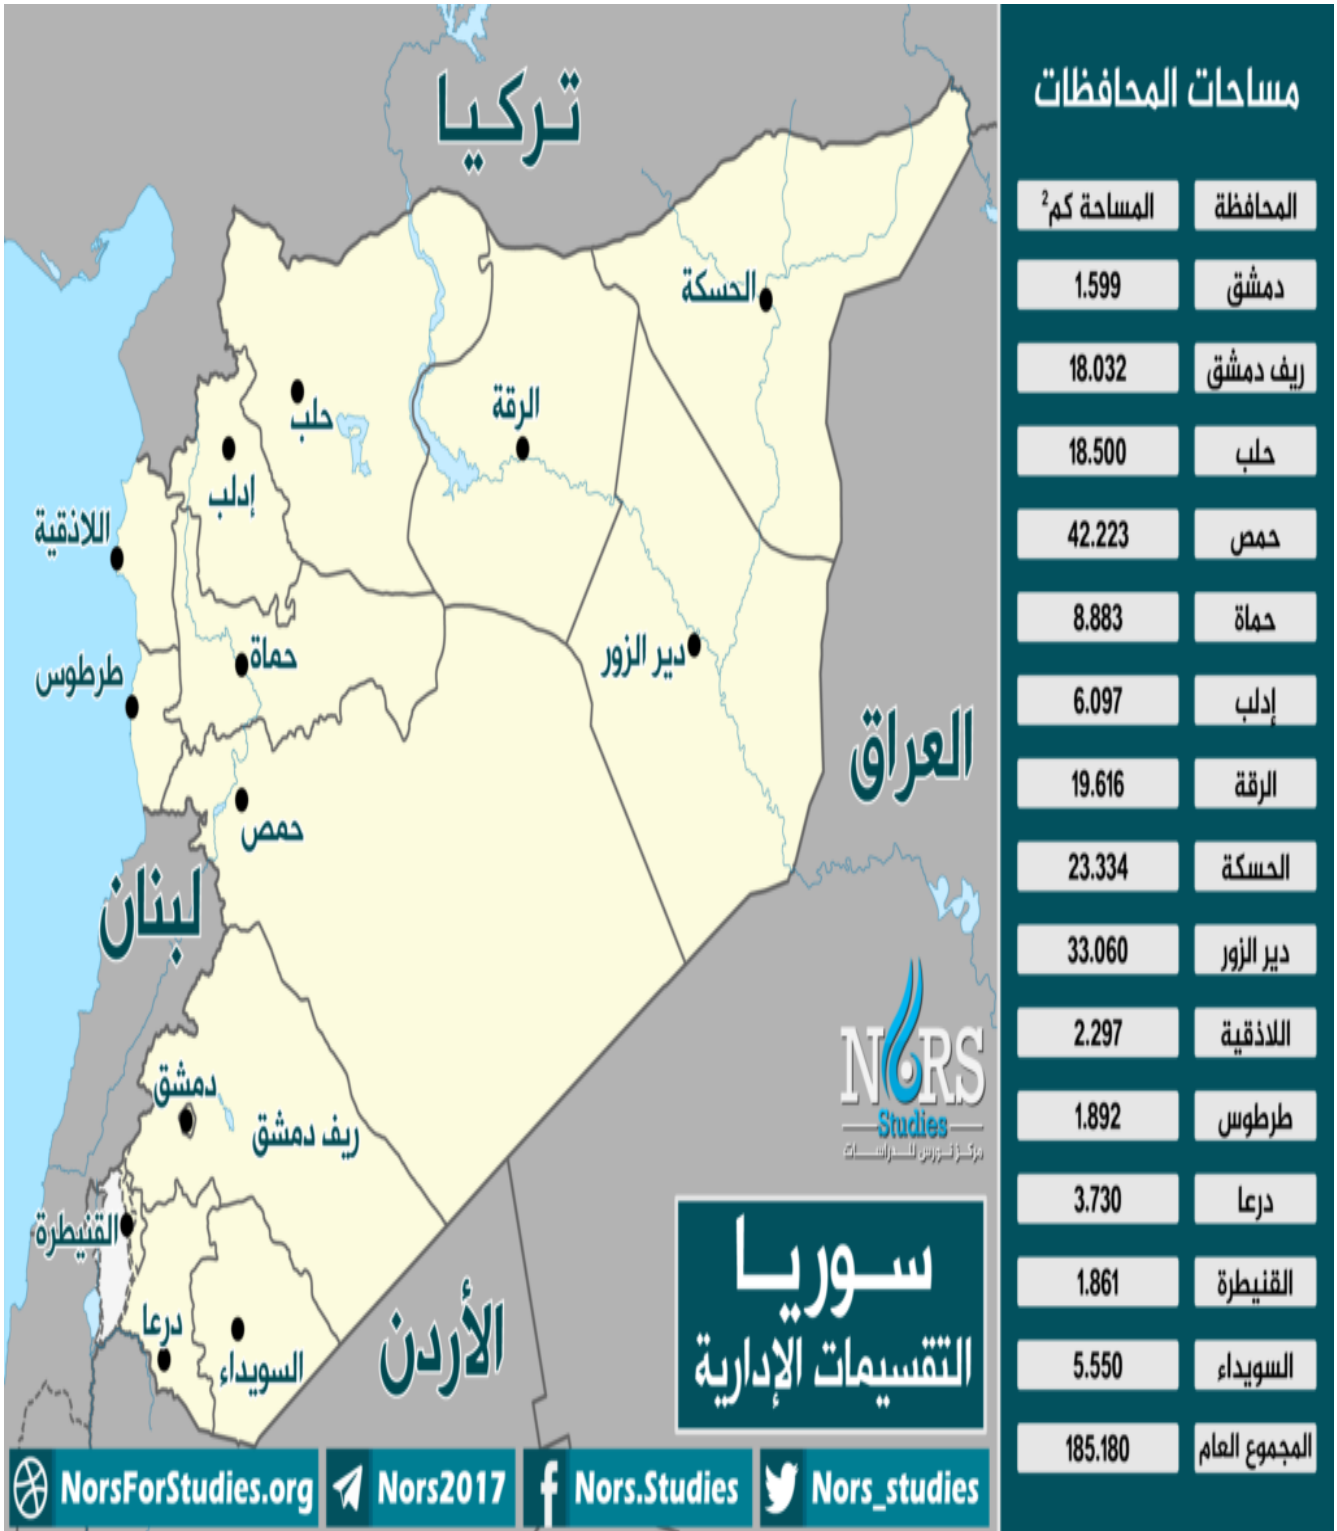 تركيا
الحسكة
الرقة
حلب
إدلب
اللاذقية
حماة
دير الزور
طرطوس
العراق
حمص
لبنان
دمشق
ريف دمشق
القنيطرة
درعا
السويداء
الأردن
NORS
Studies
مركز نورس للدراسات
سوريا
التقسيمات الإدارية
مساحات المحافظات
المحافظة المساحة كم²
دمشق 1.599
ريف دمشق 18.032
حلب 18.500
حمص 42.223
حماة 8.883
إدلب 6.097
الرقة 19.616
الحسكة 23.334
دير الزور 33.060
اللاذقية 2.297
طرطوس 1.892
درعا 3.730
القنيطرة 1.861
السويداء 5.550
المجموع العام 185.180
NorsForStudies.org Nors2017 Nors.Studies Nors_studies